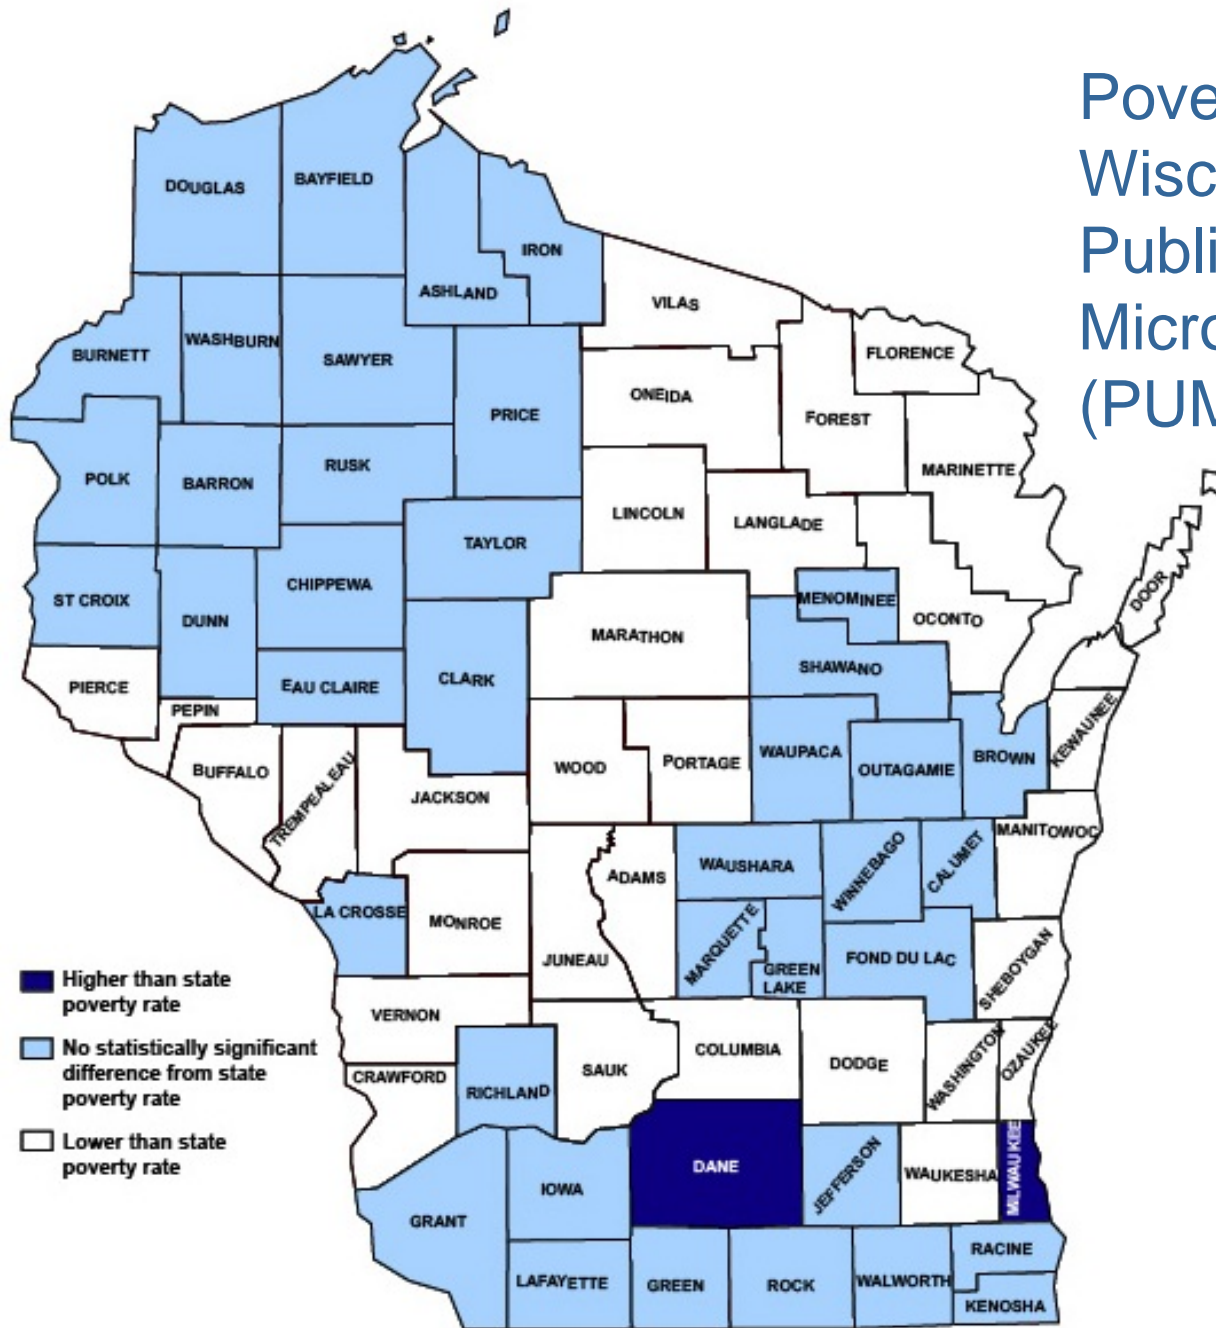 Pove
Wisc
Publi
Micro
(PUM
DOUGLAS
BAYFIELD
IRON
ASHLAND
VILAS
BURNETT
WASHBURN
SAWYER
FLORENCE
ONEIDA
PRICE
FOREST
MARINETTE
POLK
BARRON
RUSK
LINCOLN
LANGLADE
TAYLOR
ST CROIX
DUNN
CHIPPEWA
MENOMINEE
OCONTO
DOOR
MARATHON
SHAWANO
PIERCE
EAU CLAIRE
CLARK
PEPIN
BUFFALO
TREMPEALEAU
JACKSON
WOOD
PORTAGE
WAUPACA
OUTAGAMIE
BROWN
KEWAUNEE
MANITOWOC
ADAMS
WAUSHARA
WINNEBAGO
CALUMET
LA CROSSE
MONROE
JUNEAU
MARQUETTE
GREEN
LAKE
FOND DU LAC
SHEBOYGAN
Higher than state
poverty rate
VERNON
No statistically significant
difference from state
poverty rate
CRAWFORD
RICHLAND
SAUK
COLUMBIA
DODGE
WASHINGTON
OZAUKEE
Lower than state
poverty rate
DANE
JEFFERSON
WAUKESHA
MILWAUKEE
GRANT
IOWA
LAFAYETTE
GREEN
ROCK
WALWORTH
RACINE
KENOSHA